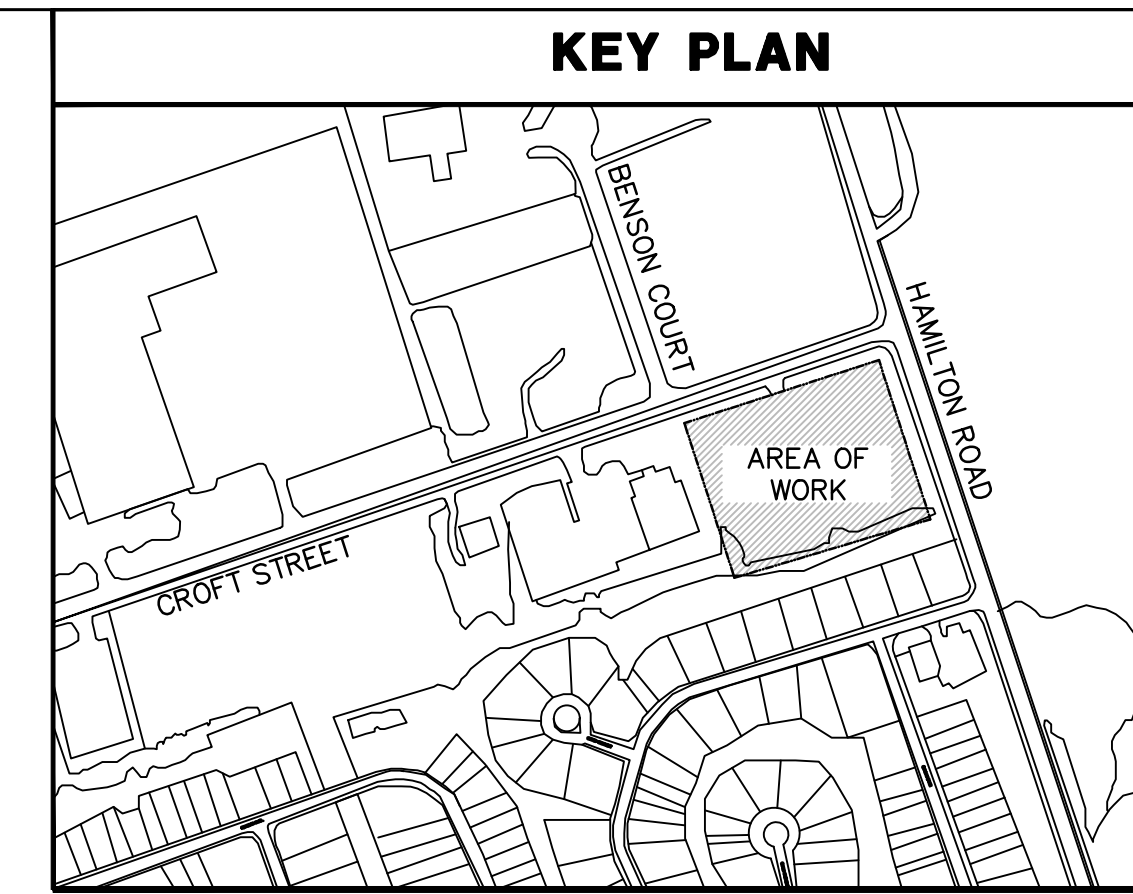 KEY PLAN
BENSON COURT
HAMILTON ROAD
AREA OF
WORK
CROFT STREET